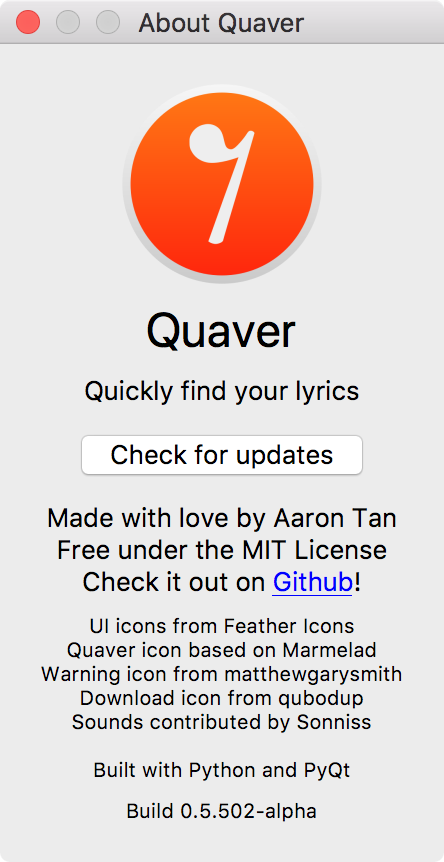 About Quaver
Quaver
Quickly find your lyrics
Check for updates
Made with love by Aaron Tan
Free under the MIT License
Check it out on Github!
UI icons from Feather Icons
Quaver icon based on Marmelad
Warning icon from matthewgarysmith
Download icon from qubodup
Sounds contributed by Sonniss
Built with Python and PyQt
Build 0.5.502-alpha